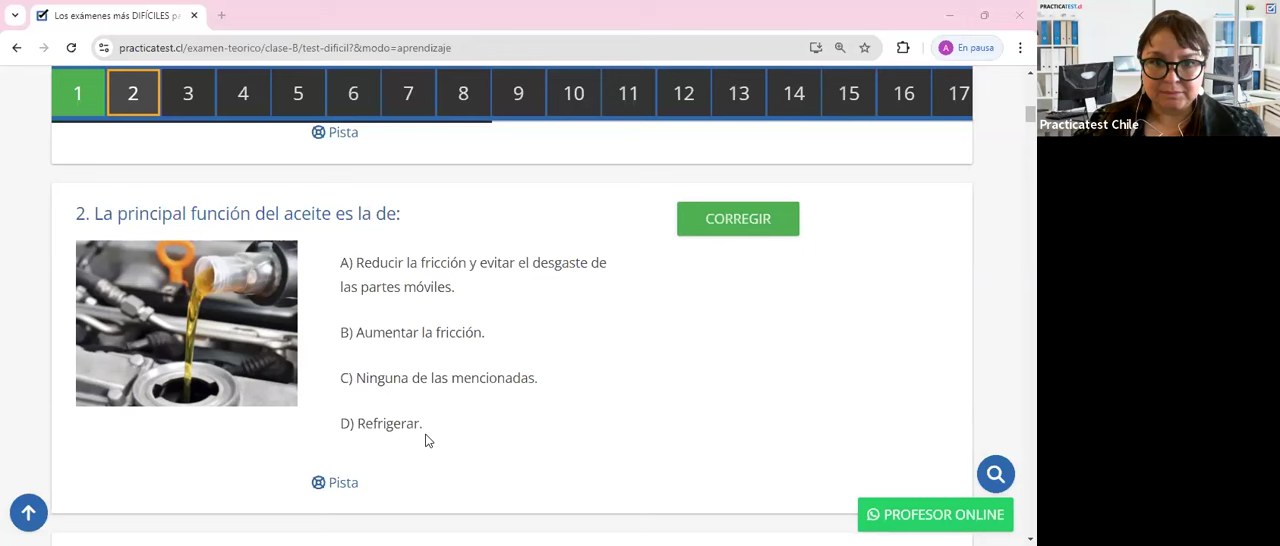 Los exámenes más DIFÍCILES pa
practicatest.cl/examen-teorico/clase-B/test-dificil?&modo=aprendizaje
A
En pausa
PRACTICATEST.cl
1 2 3 4 5 6 7 8 9 10 11 12 13 14 15 16 17
Practicatest Chile
Pista
2. La principal función del aceite es la de:
CORREGIR
A) Reducir la fricción y evitar el desgaste de
las partes móviles.
B) Aumentar la fricción.
C) Ninguna de las mencionadas.
D) Refrigerar.
Pista
PROFESOR ONLINE